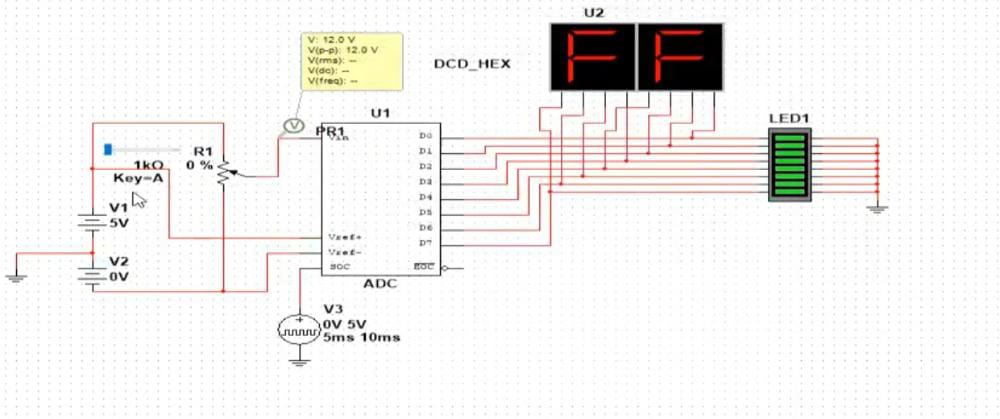 U2
FF
V: 12.0 V
V(p-p): 12.0 V
V(rms): --
V(dc): --
V(freq): --
DCD_HEX
U1
LED1
V
PR1
Vin
D0
D1
D2
D3
D4
D5
D6
D7
R1
1kΩ
0 %
Key=A
V1
5V
Vref+
Vref-
V2
0V
SOC
EOC
ADC
V3
0V 5V
5ms 10ms